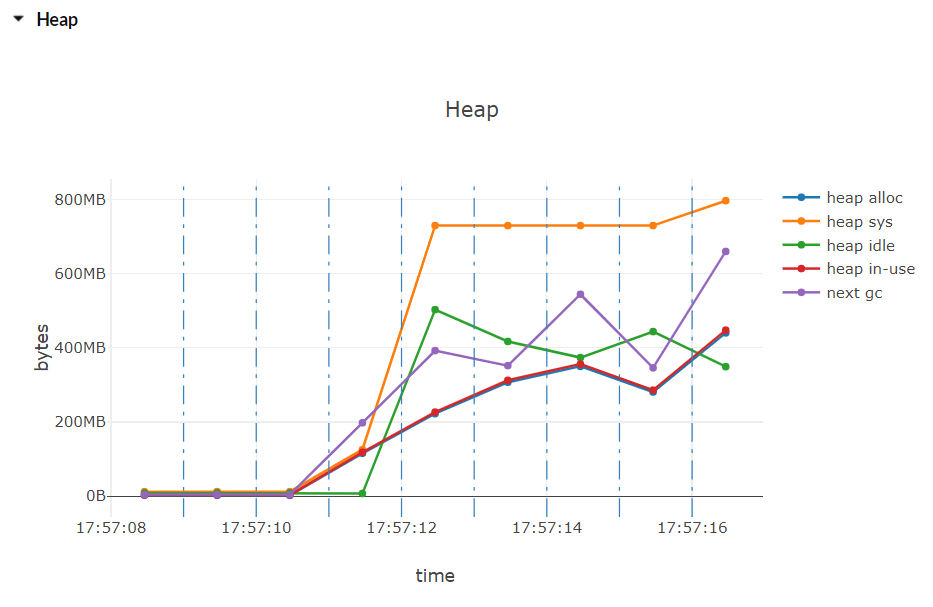 Heap
Heap
800MB
600MB
400MB
200MB
0B
bytes
17:57:08
17:57:10
17:57:12
17:57:14
17:57:16
time
heap alloc
heap sys
heap idle
heap in-use
next gc